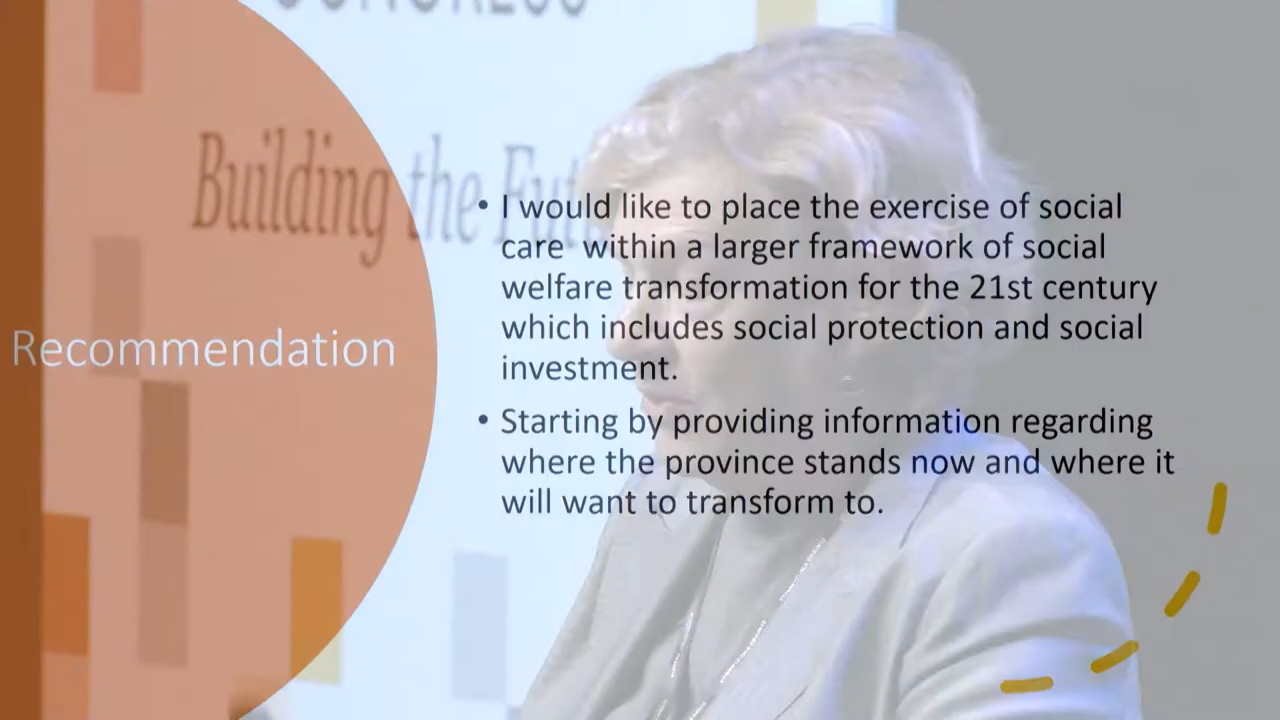 Building the
Recommendation
• I would like to place the exercise of social
care within a larger framework of social
welfare transformation for the 21st century
which includes social protection and social
investment.
• Starting by providing information regarding
where the province stands now and where it
will want to transform to.